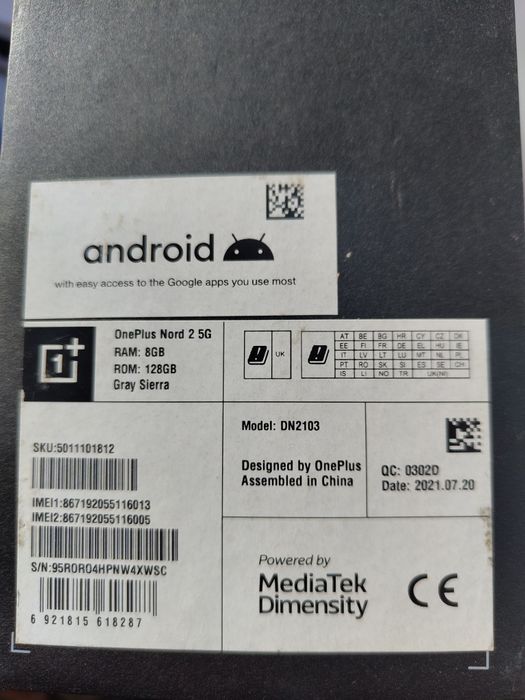 android
with easy access to the Google apps you use most
1+
OnePlus Nord 2 5G
RAM: 8GB
ROM: 128GB
Gray Sierra
UK
AT BE BG HR CY CZ DK
EE FI FR DE EL HU IE
IT LV LT LU MT NL PL
PT RO SK SI ES SE CH
IS LI NO TR UK(NI)
SKU:5011101812
IMEI1:867192055116013
IMEI2:867192055116005
S/N:95RORO4HPNW4XWSC
6 921815 618287
Model: DN2103
Designed by OnePlus
Assembled in China
QC: 0302D
Date: 2021.07.20
Powered by
MediaTek
Dimensity
CE